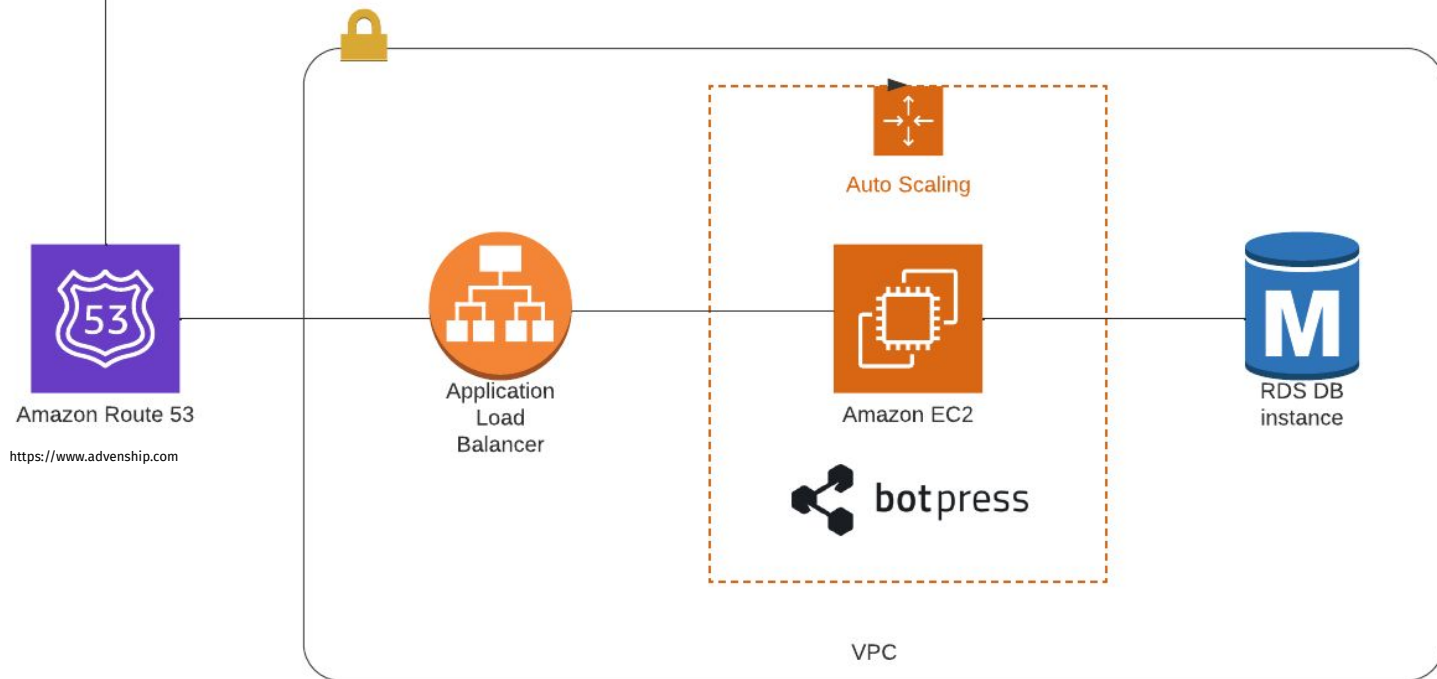 Auto Scaling
53
Amazon Route 53
https://www.advenship.com
Application
Load
Balancer
Amazon EC2
botpress
M
RDS DB
instance
VPC